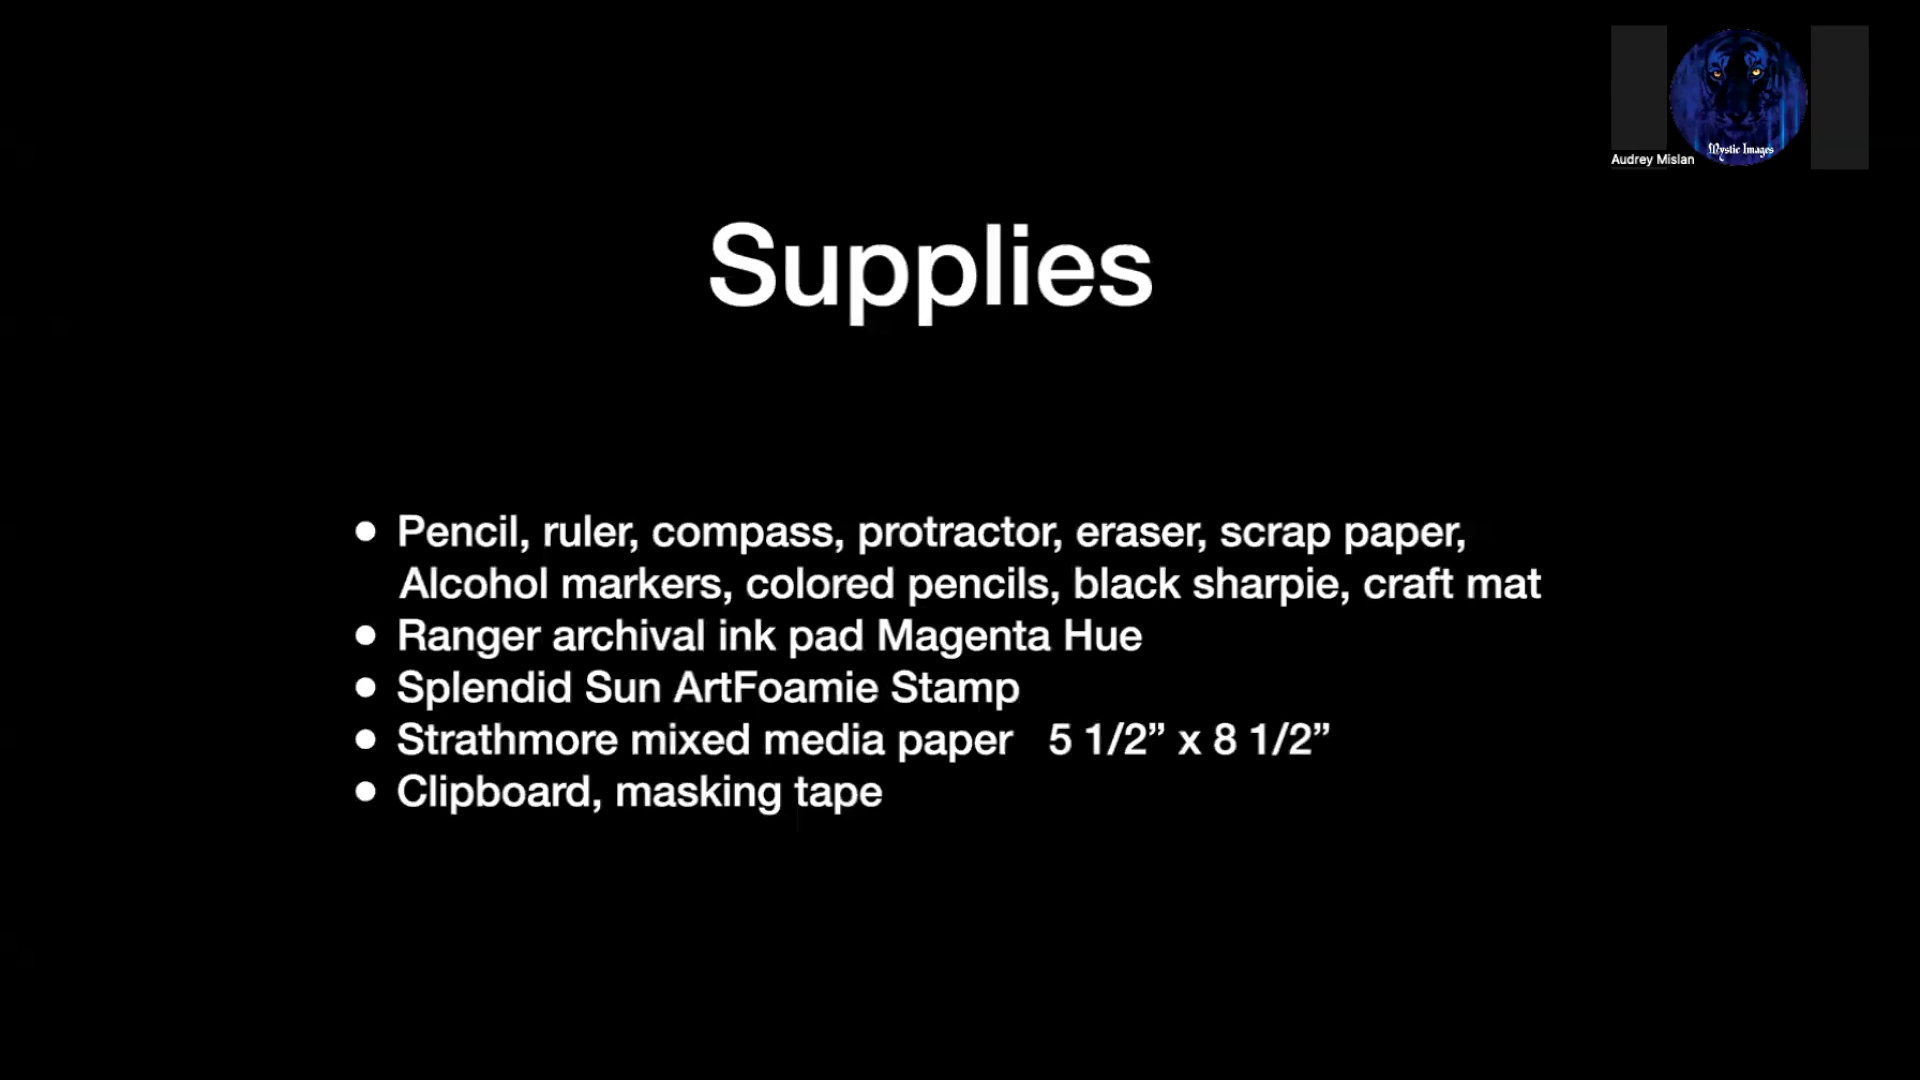 Mystic Images
Audrey Mislan
Supplies
• Pencil, ruler, compass, protractor, eraser, scrap paper,
Alcohol markers, colored pencils, black sharpie, craft mat
• Ranger archival ink pad Magenta Hue
• Splendid Sun ArtFoamie Stamp
• Strathmore mixed media paper 5 1/2” x 8 1/2”
• Clipboard, masking tape